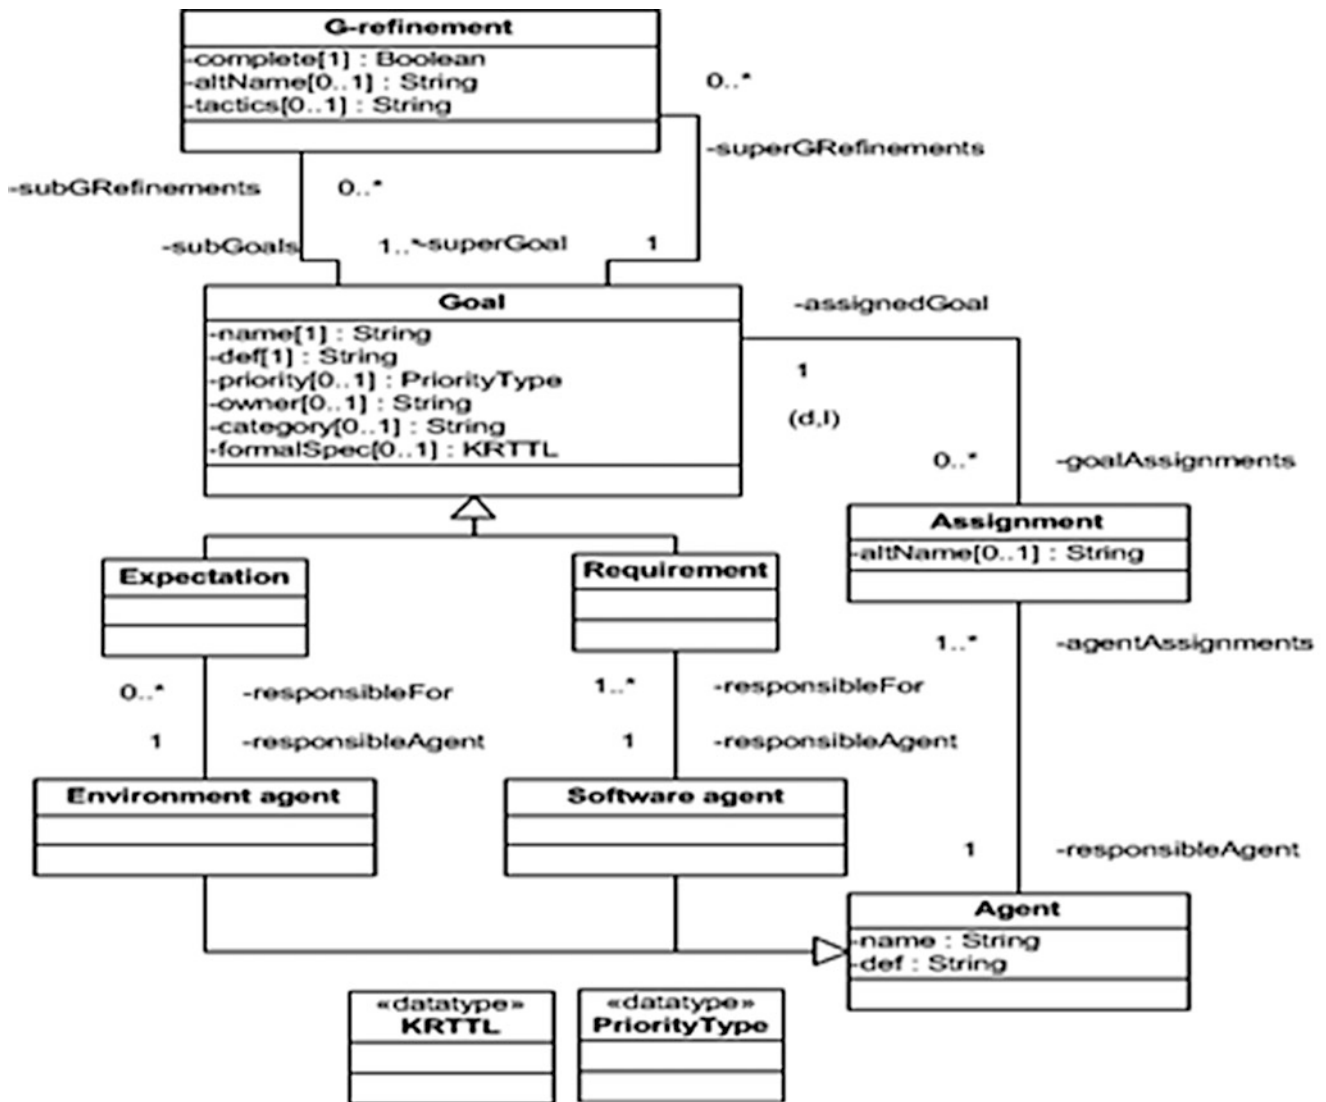 G-refinement
-complete[1] : Boolean
-altName[0..1] : String
-tactics[0..1] : String
0..*
-superGRefinements
-subGRefinements 0..*
-subGoals 1..* -superGoal 1
Goal
-name[1] : String
-def[1] : String
-priority[0..1] : PriorityType
-owner[0..1] : String
-category[0..1] : String
-formalSpec[0..1] : KRTTL
-assignedGoal
1
(d,I)
0..* -goalAssignments
Assignment
-altName[0..1] : String
Expectation
Requirement
1..* -agentAssignments
0..* -responsibleFor
1..* -responsibleFor
1 -responsibleAgent
1 -responsibleAgent
Environment agent
Software agent
1 -responsibleAgent
Agent
-name : String
-def : String
«datatype»
KRTTL
«datatype»
PriorityType